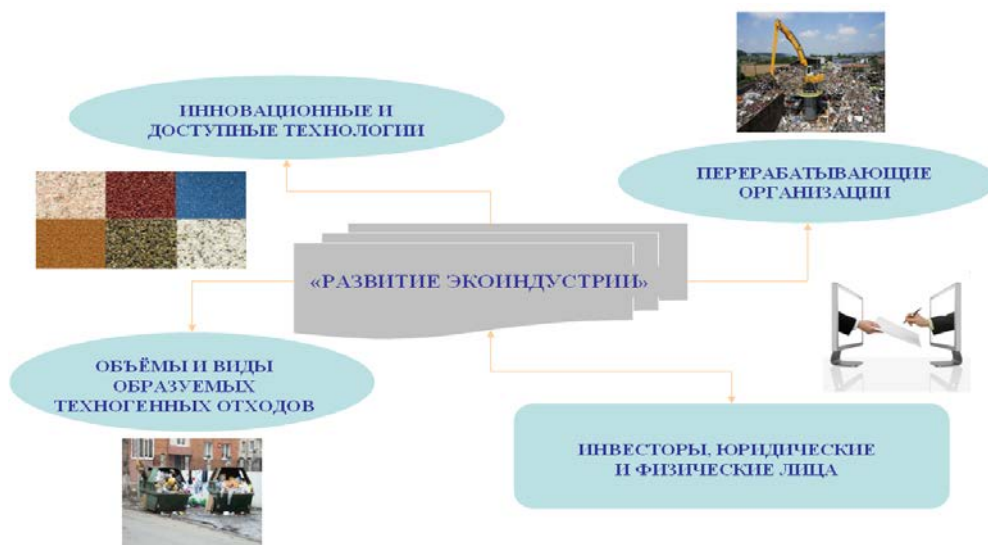 ИННОВАЦИОННЫЕ И
ДОСТУПНЫЕ ТЕХНОЛОГИИ
ПЕРЕРАБАТЫВАЮЩИЕ
ОРГАНИЗАЦИИ
«РАЗВИТИЕ ЭКОИНДУСТРИИ»
ОБЪЁМЫ И ВИДЫ
ОБРАЗУЕМЫХ
ТЕХНОГЕННЫХ ОТХОДОВ
ИНВЕСТОРЫ, ЮРИДИЧЕСКИЕ
И ФИЗИЧЕСКИЕ ЛИЦА